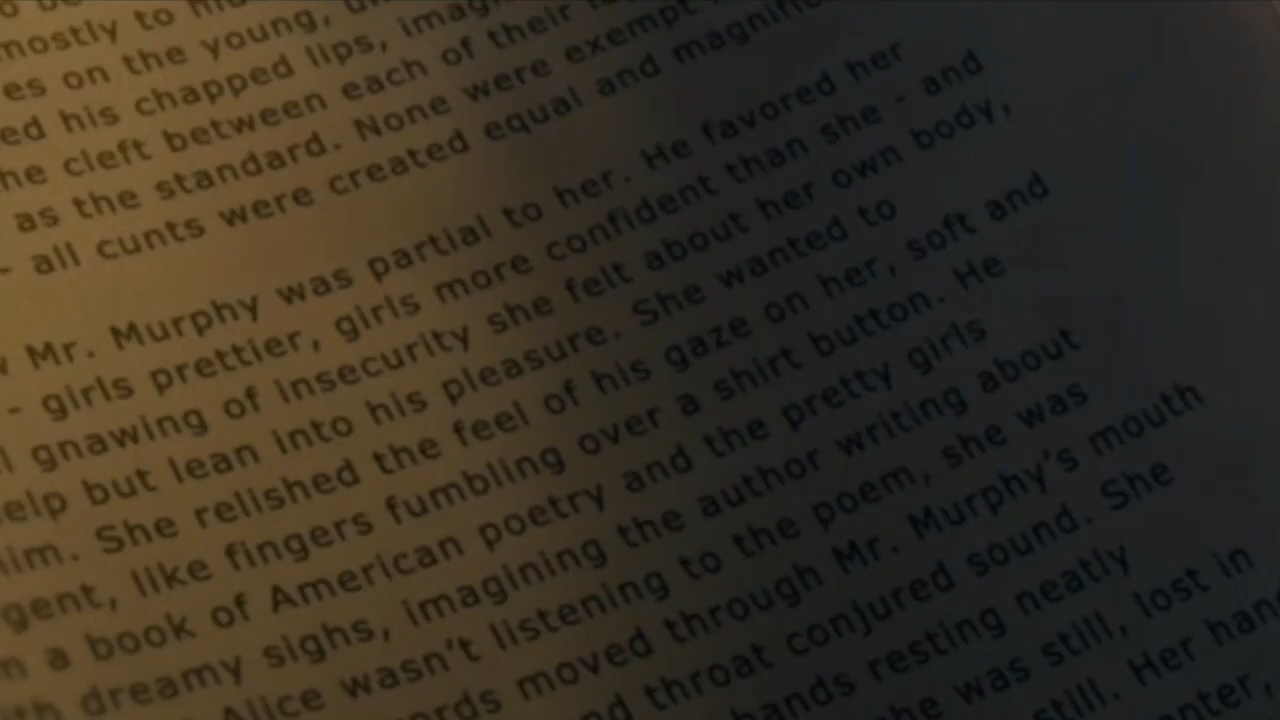 mostly to
es on the young,
ed his chapped lips,
he cleft between each of their
as the standard. None were exempt
- all cunts were created equal and
Mr. Murphy was partial to her. He favored her
- girls prettier, girls more confident than she - and
gnawing of insecurity she felt about her own body,
elp but lean into his pleasure. She wanted to
him. She relished the feel of his gaze on her, soft and
gent, like fingers fumbling over a shirt button. He
a book of American poetry and the pretty girls
dreamy sighs, imagining the author writing about
Alice wasn't listening to the poem, she was
moved through Mr. Murphy's mouth
throat conjured sound. She
hands resting neatly
was still, lost in
still. Her